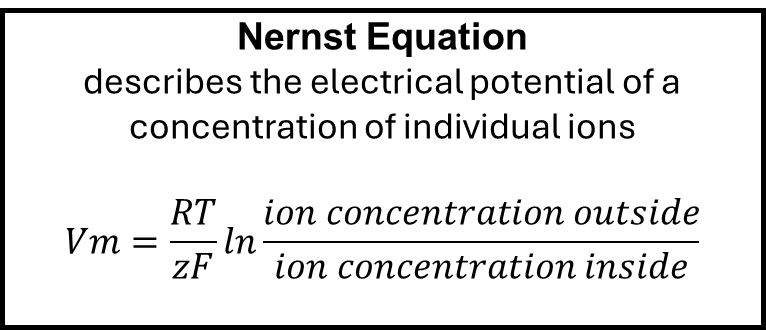 Nernst Equation
describes the electrical potential of a
concentration of individual ions
Vm = RT/zF ln ion concentration outside/ion concentration inside